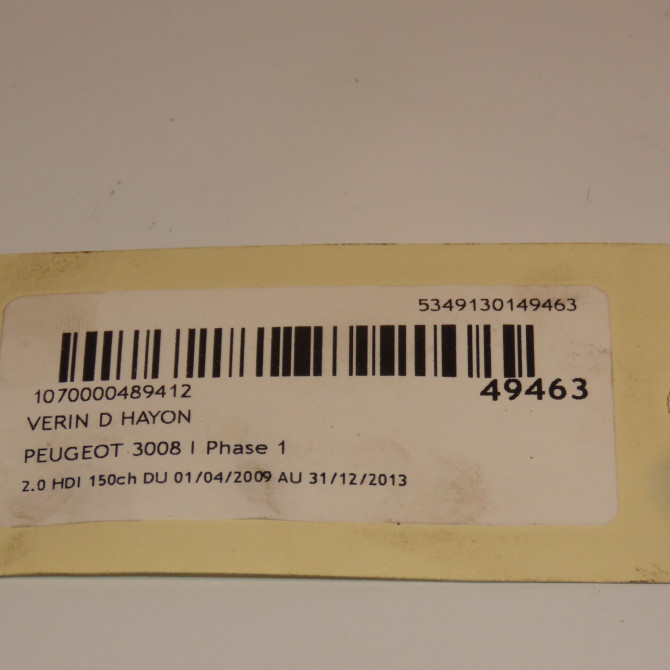 5349130149463
1070000489412
49463
VERIN D HAYON
PEUGEOT 3008 I Phase 1
2.0 HDI 150ch DU 01/04/2009 AU 31/12/2013